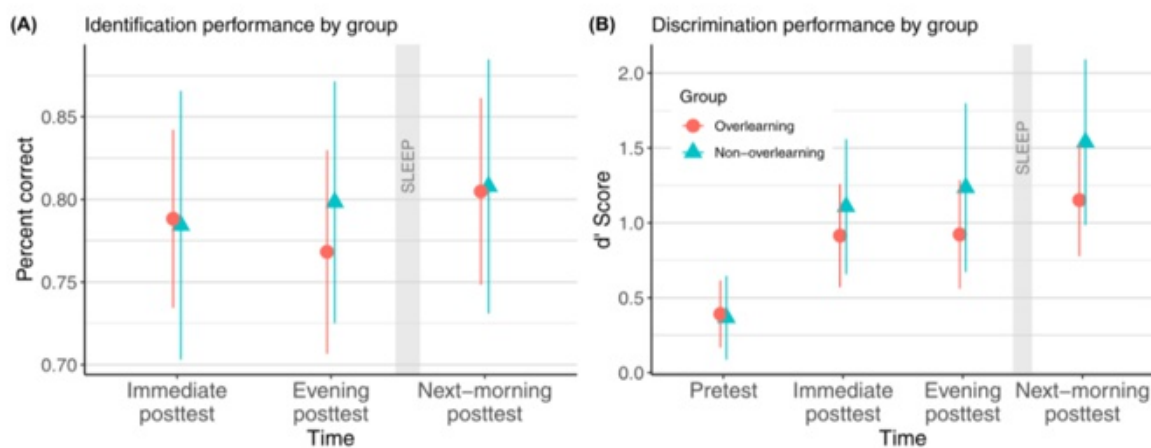 (A) Identification performance by group
Percent correct
0.85
0.80
0.75
0.70
SLEEP
Immediate
posttest
Evening
posttest
Next−morning
posttest
Time
(B) Discrimination performance by group
d' Score
2.0
1.5
1.0
0.5
0.0
Group
Overlearning
Non−overlearning
SLEEP
Pretest
Immediate
posttest
Evening
posttest
Next−morning
posttest
Time